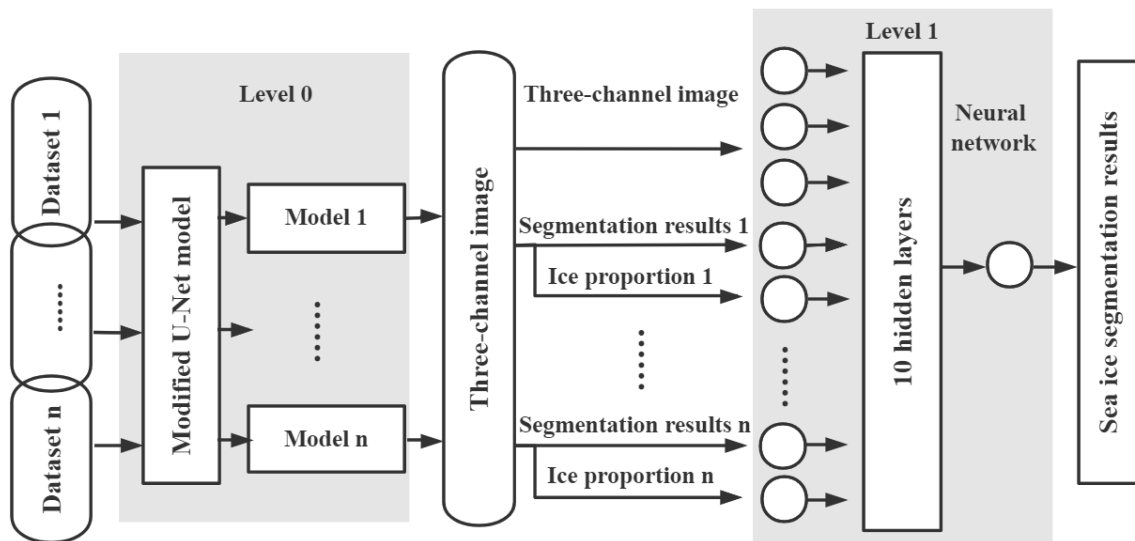 Dataset 1
......
Dataset n
Level 0
Modified U-Net model
Model 1
......
Model n
Three-channel image
Three-channel image
Segmentation results 1
Ice proportion 1
......
Segmentation results n
Ice proportion n
Level 1
......
10 hidden layers
Neural
network
Sea ice segmentation results